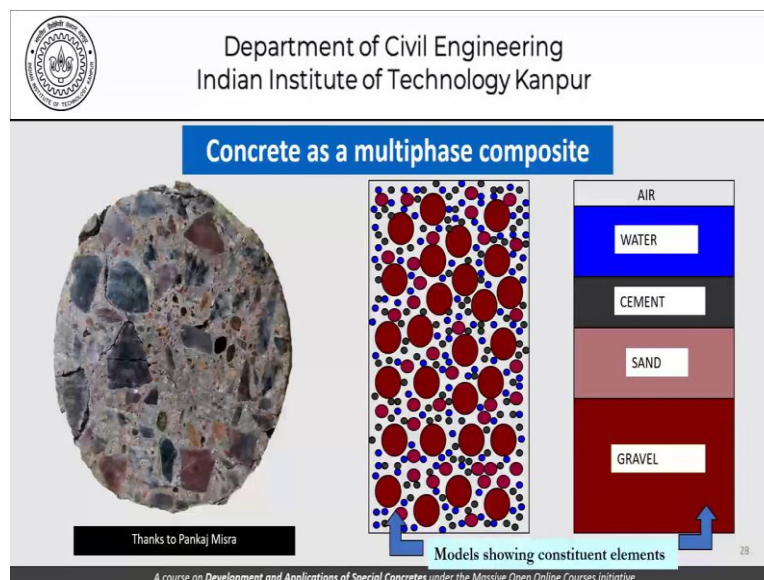 Department of Civil Engineering
Indian Institute of Technology Kanpur
Concrete as a multiphase composite
AIR
WATER
CEMENT
SAND
GRAVEL
Thanks to Pankaj Misra
Models showing constituent elements
28
A course on Development and Applications of Special Concretes under the Massive Open Online Courses initiative